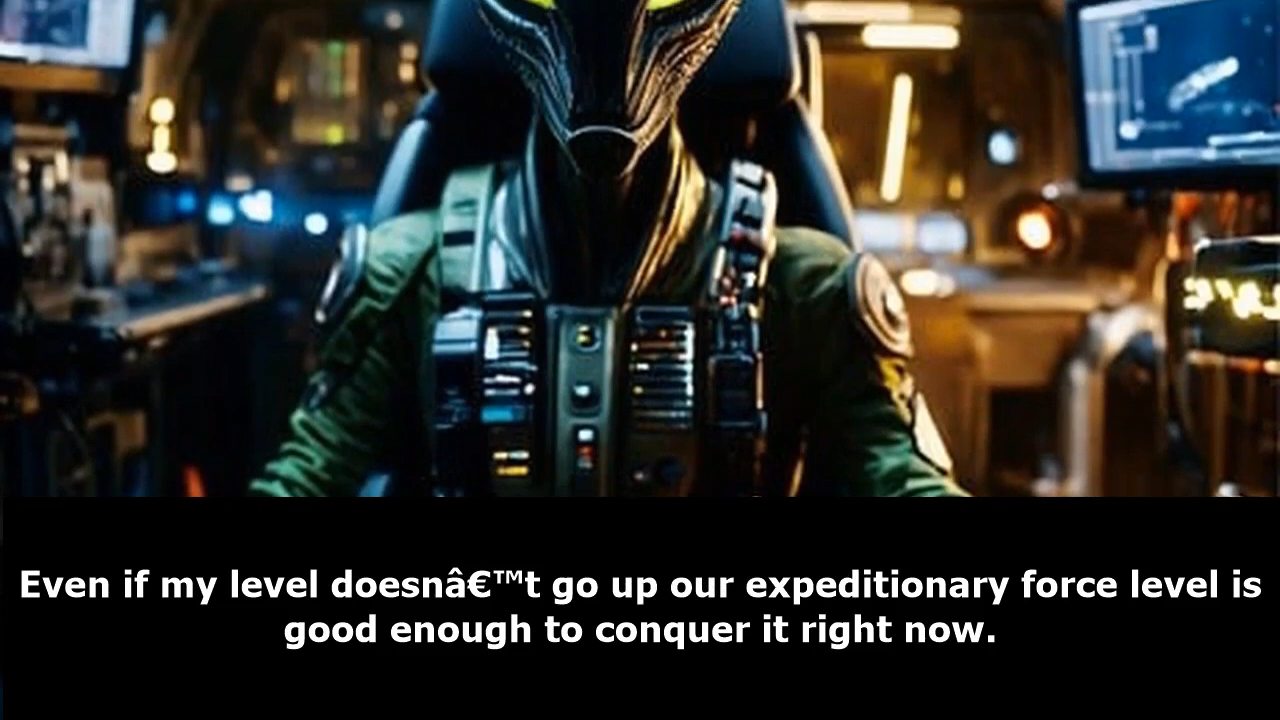 Even if my level doesnâ€™t go up our expeditionary force level is
good enough to conquer it right now.